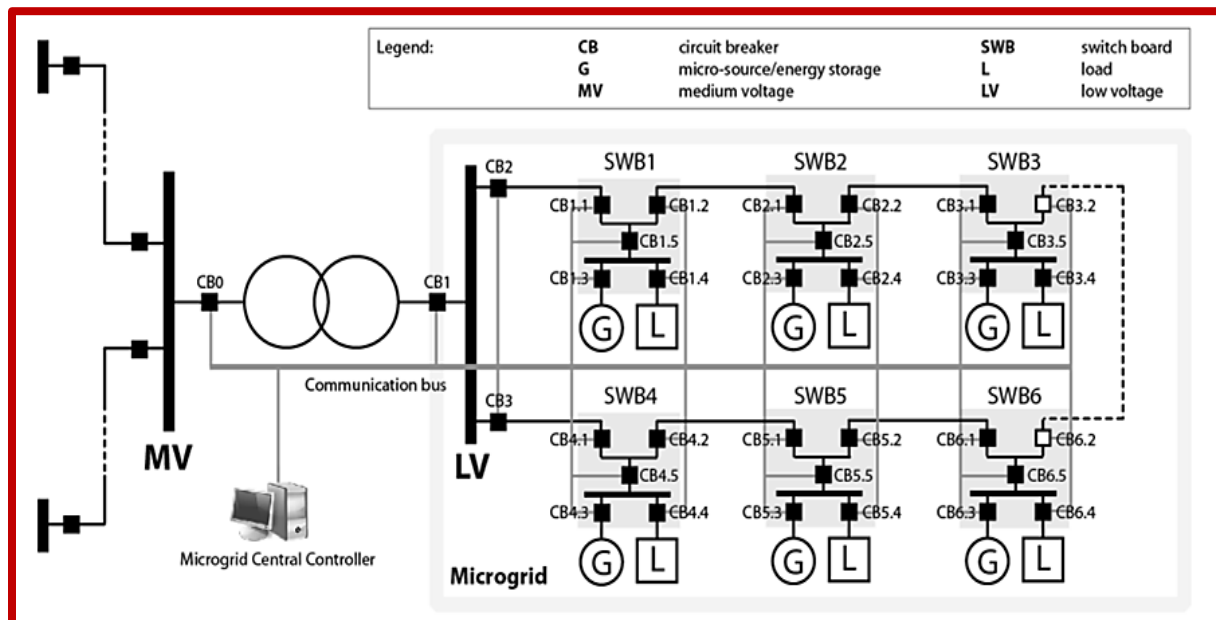 Legend: CB circuit breaker SWB switch board
G micro-source/energy storage L load
MV medium voltage LV low voltage
SWB1 SWB2 SWB3
CB2
CB1.1 CB1.2 CB2.1 CB2.2 CB3.1 CB3.2
CB1.5 CB2.5 CB3.5
CB0 CB1 CB1.3 CB1.4 CB2.3 CB2.4 CB3.3 CB3.4
G L G L G L
Communication bus
SWB4 SWB5 SWB6
CB3
CB4.1 CB4.2 CB5.1 CB5.2 CB6.1 CB6.2
MV LV
CB4.5 CB5.5 CB6.5
CB4.3 CB4.4 CB5.3 CB5.4 CB6.3 CB6.4
G L G L G L
Microgrid Central Controller
Microgrid